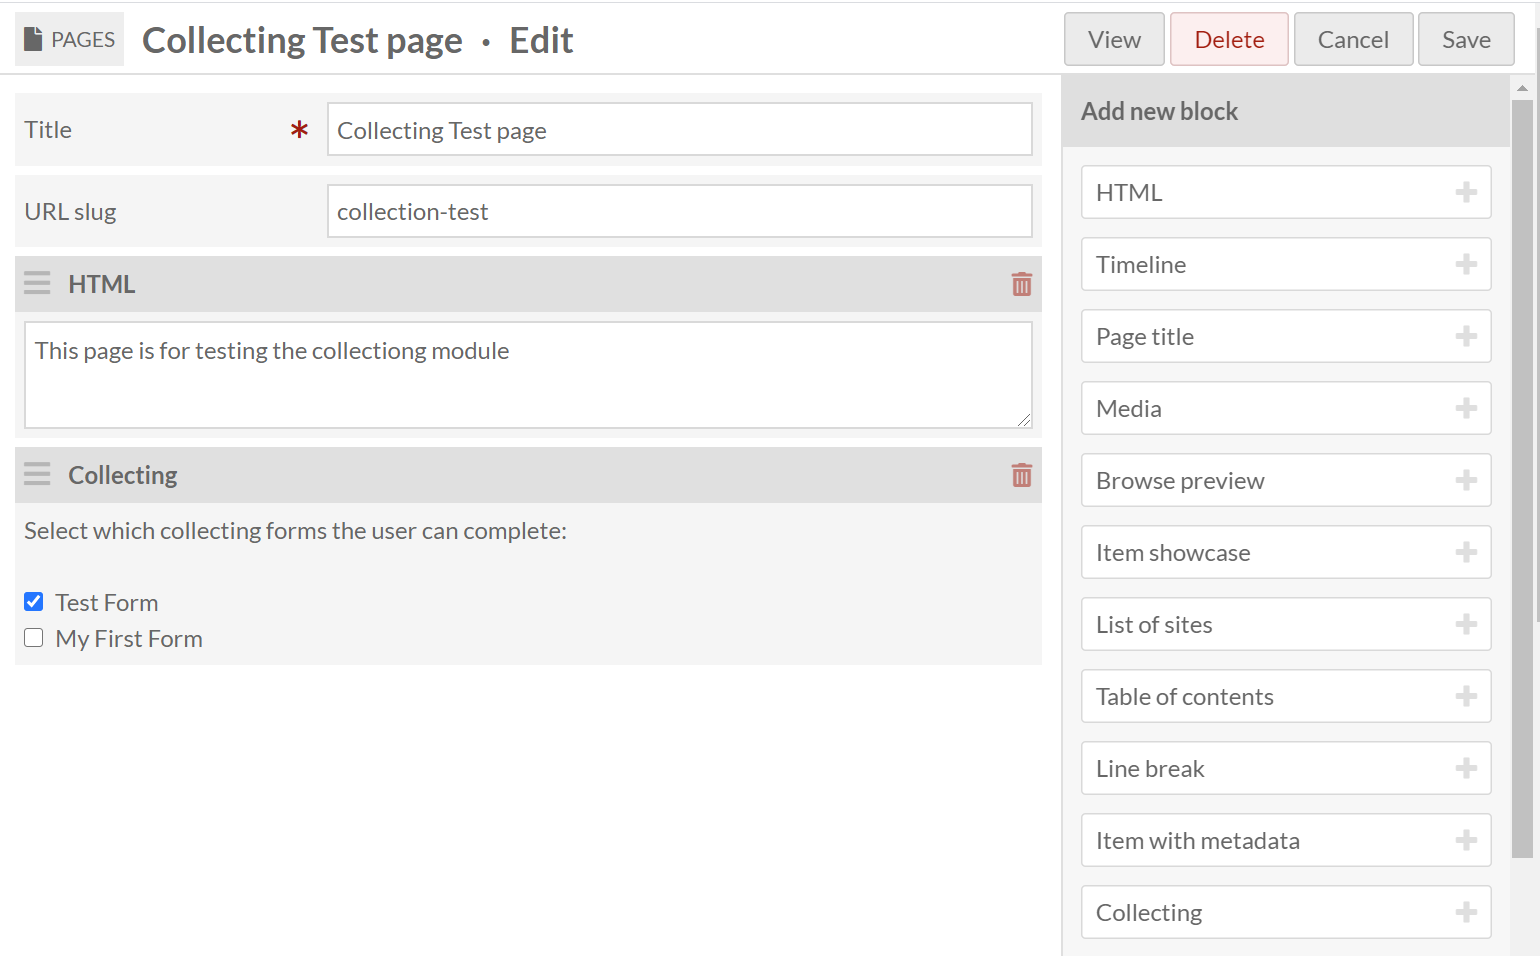 PAGES Collecting Test page · Edit
View Delete Cancel Save
Title * Collecting Test page
URL slug collection-test
HTML
This page is for testing the collectiong module
Collecting
Select which collecting forms the user can complete:
Test Form
My First Form
Add new block
HTML
Timeline
Page title
Media
Browse preview
Item showcase
List of sites
Table of contents
Line break
Item with metadata
Collecting